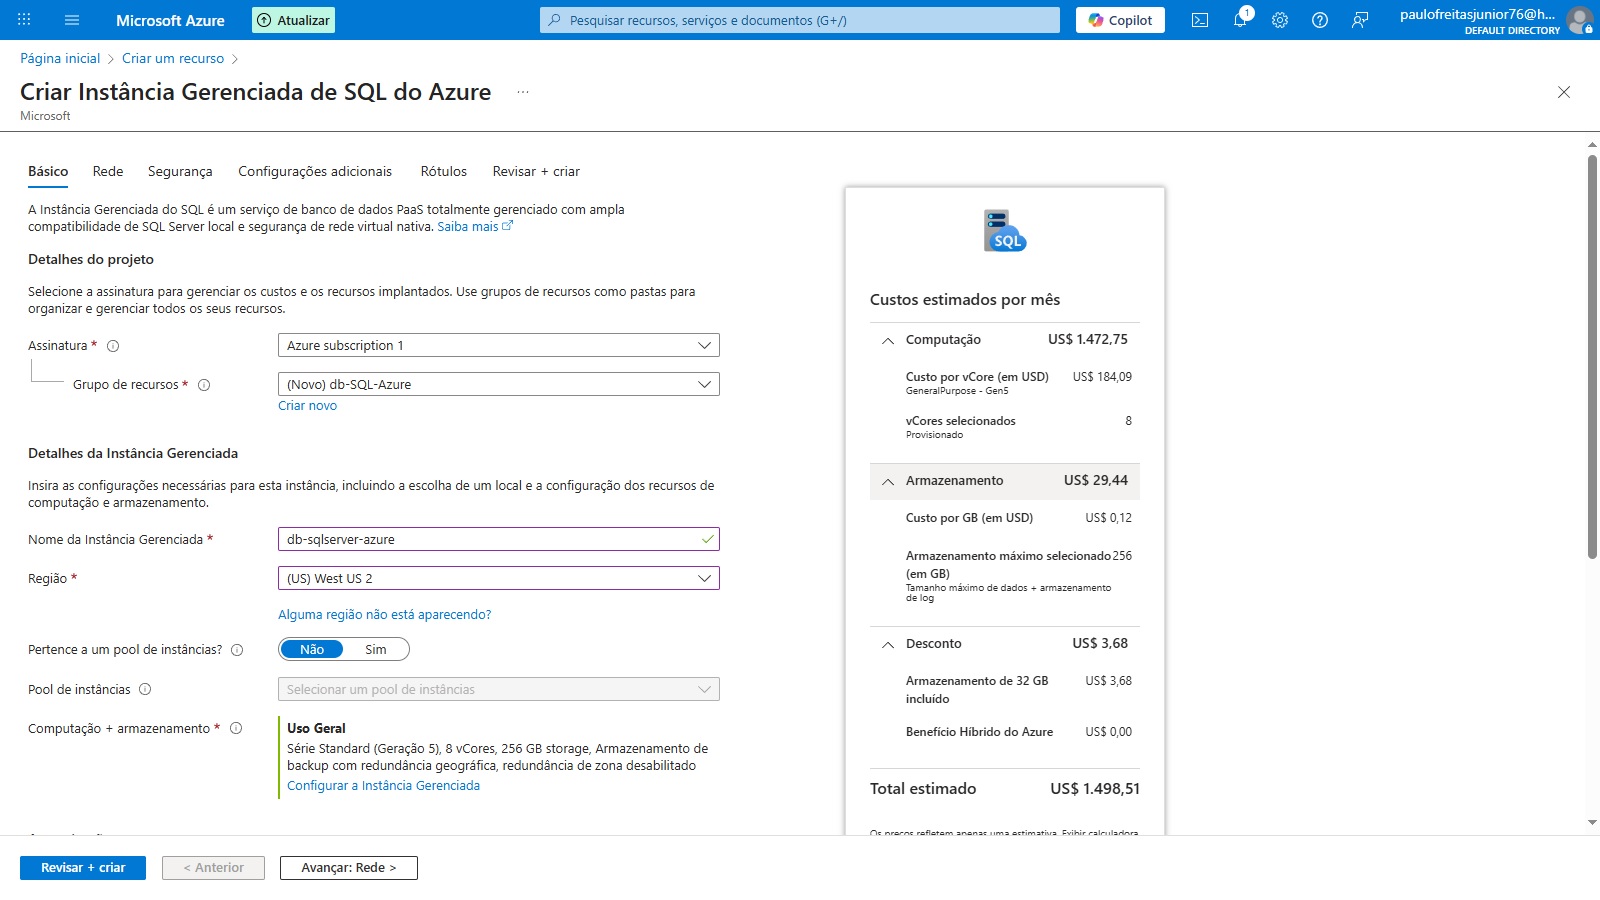 Microsoft Azure
Atualizar
Pesquisar recursos, serviços e documentos (G+/)
Copilot
1
paulofreitasjunior76@h...
DEFAULT DIRECTORY
Página inicial > Criar um recurso >
Criar Instância Gerenciada de SQL do Azure ...
Microsoft
Básico Rede Segurança Configurações adicionais Rótulos Revisar + criar
A Instância Gerenciada do SQL é um serviço de banco de dados PaaS totalmente gerenciado com ampla
compatibilidade de SQL Server local e segurança de rede virtual nativa. Saiba mais
Detalhes do projeto
Selecione a assinatura para gerenciar os custos e os recursos implantados. Use grupos de recursos como pastas para
organizar e gerenciar todos os seus recursos.
Assinatura *
Azure subscription 1
Grupo de recursos *
(Novo) db-SQL-Azure
Criar novo
Detalhes da Instância Gerenciada
Insira as configurações necessárias para esta instância, incluindo a escolha de um local e a configuração dos recursos de
computação e armazenamento.
Nome da Instância Gerenciada *
db-sqlserver-azure
Região *
(US) West US 2
Alguma região não está aparecendo?
Pertence a um pool de instâncias?
Não Sim
Pool de instâncias
Selecionar um pool de instâncias
Computação + armazenamento *
Uso Geral
Série Standard (Geração 5), 8 vCores, 256 GB storage, Armazenamento de
backup com redundância geográfica, redundância de zona desabilitado
Configurar a Instância Gerenciada
SQL
Custos estimados por mês
Computação US$ 1.472,75
Custo por vCore (em USD) US$ 184,09
GeneralPurpose - Gen5
vCores selecionados 8
Provisionado
Armazenamento US$ 29,44
Custo por GB (em USD) US$ 0,12
Armazenamento máximo selecionado 256
(em GB)
Tamanho máximo de dados + armazenamento
de log
Desconto US$ 3,68
Armazenamento de 32 GB US$ 3,68
incluído
Benefício Híbrido do Azure US$ 0,00
Total estimado US$ 1.498,51
Os preços refletem apenas uma estimativa. Exibir calculadora
Revisar + criar
< Anterior
Avançar: Rede >